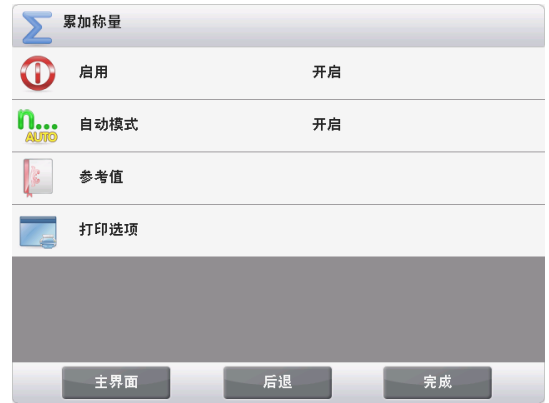 累加称量
启用 开启
n...
AUTO
自动模式 开启
参考值
打印选项
主界面 后退 完成